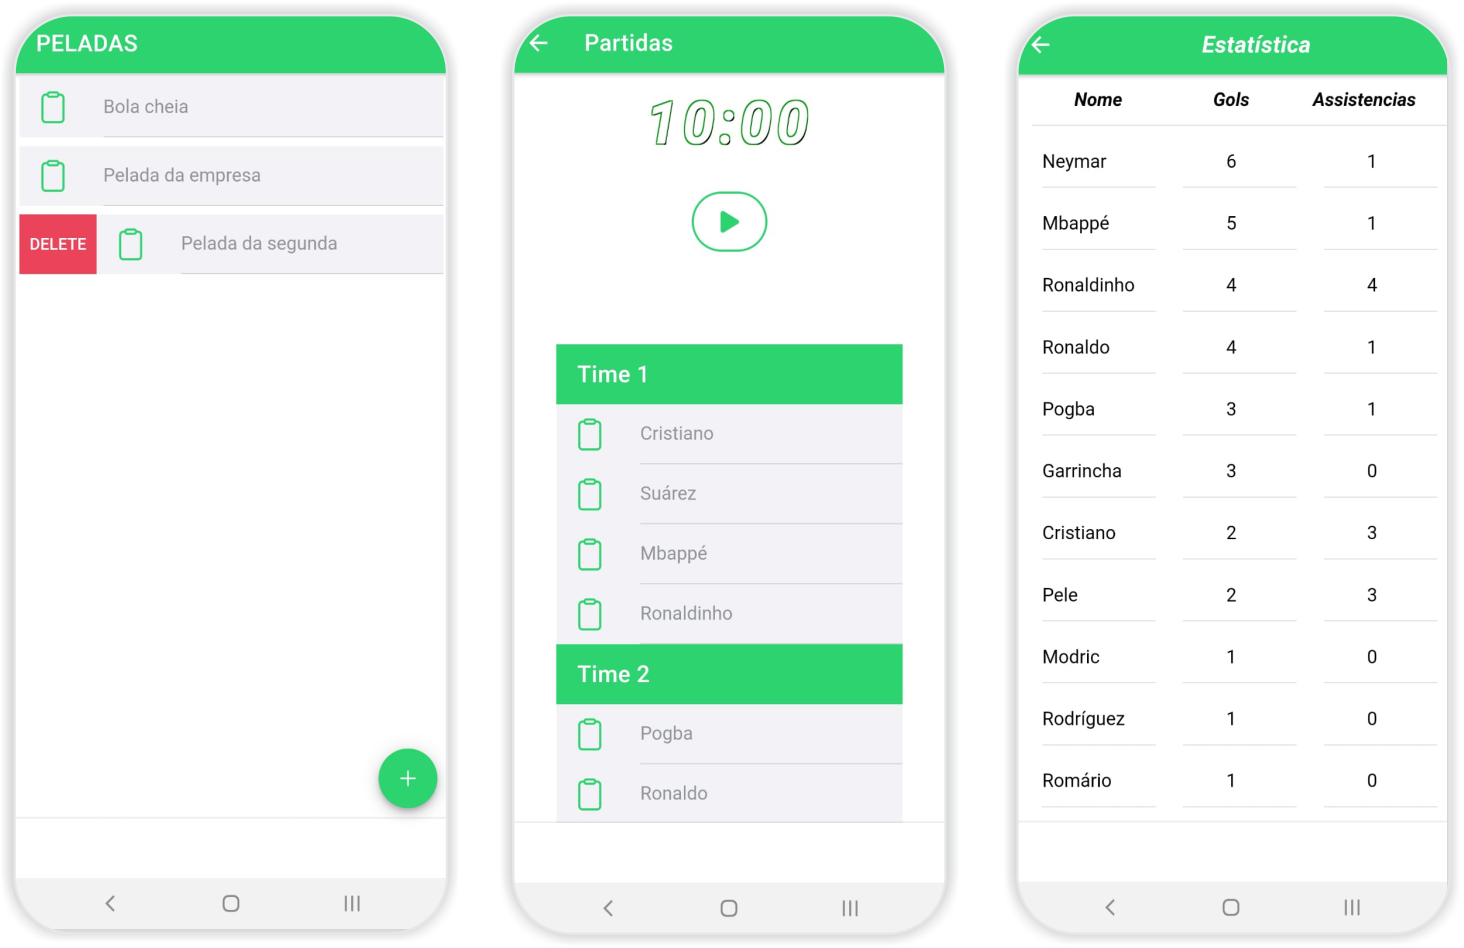 PELADAS
Bola cheia
Pelada da empresa
DELETE Pelada da segunda
+
Partidas
10:00
Time 1
Cristiano
Suárez
Mbappé
Ronaldinho
Time 2
Pogba
Ronaldo
Estatística
Nome Gols Assistencias
Neymar 6 1
Mbappé 5 1
Ronaldinho 4 4
Ronaldo 4 1
Pogba 3 1
Garrincha 3 0
Cristiano 2 3
Pele 2 3
Modric 1 0
Rodríguez 1 0
Romário 1 0